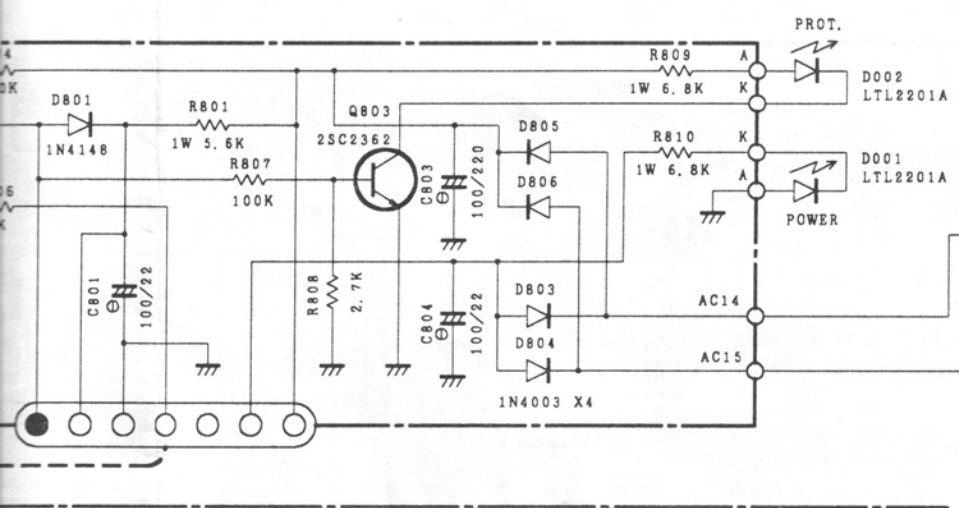 PROT.
R809
A
1W 6.8K
K
D002
LTL2201A
D801
R801
Q803
1N4148
1W 5.6K
2SC2362
D805
R810
K
1W 6.8K
D001
LTL2201A
R807
100K
C803
100/220
D806
A
POWER
C801
100/22
R808
2.7K
C804
100/22
D803
AC14
D804
AC15
1N4003 X4